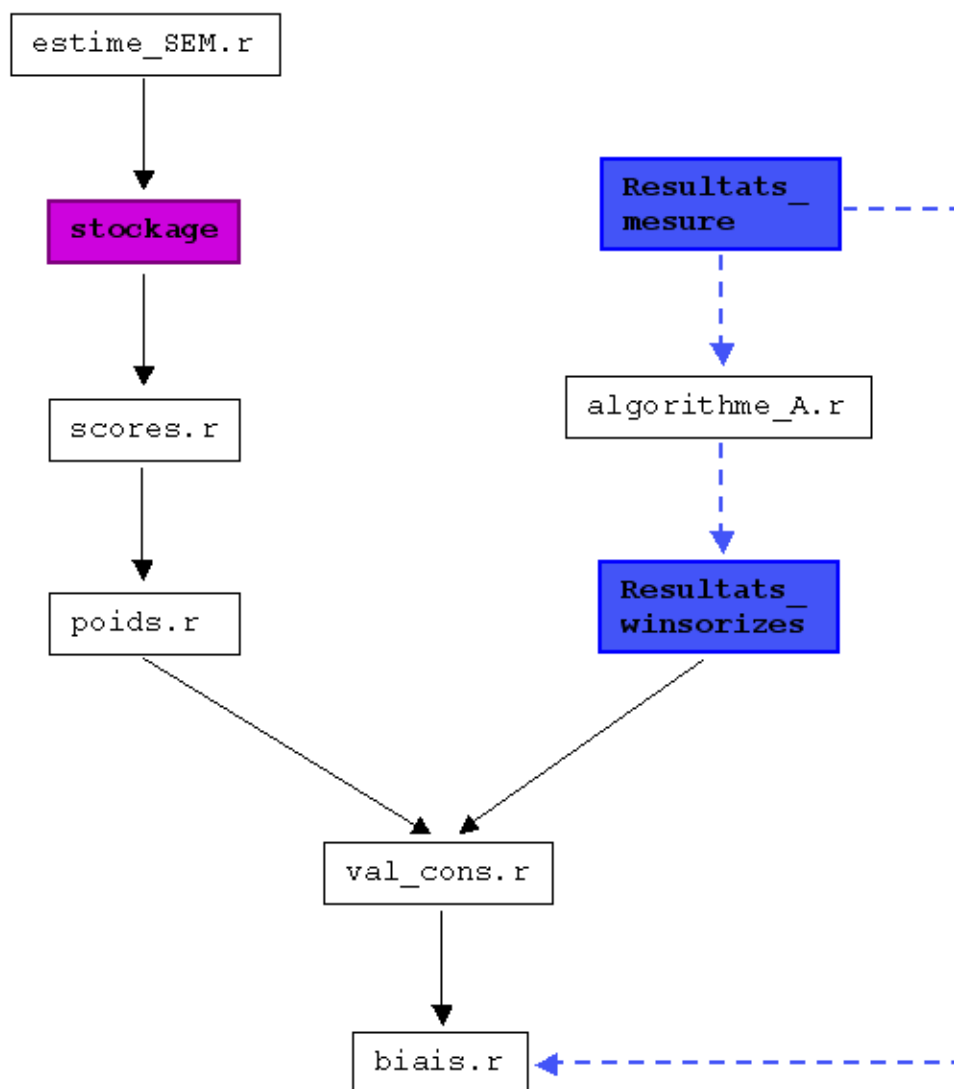 estime_SEM.r
stockage
Resultats_
mesure
scores.r
algorithme_A.r
poids.r
Resultats_
winsorizes
val_cons.r
biais.r